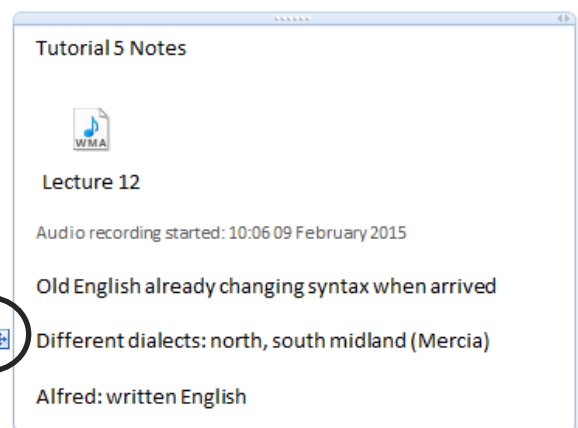 Tutorial 5 Notes
WMA
Lecture 12
Audio recording started: 10:06 09 February 2015
Old English already changing syntax when arrived
Different dialects: north, south midland (Mercia)
Alfred: written English